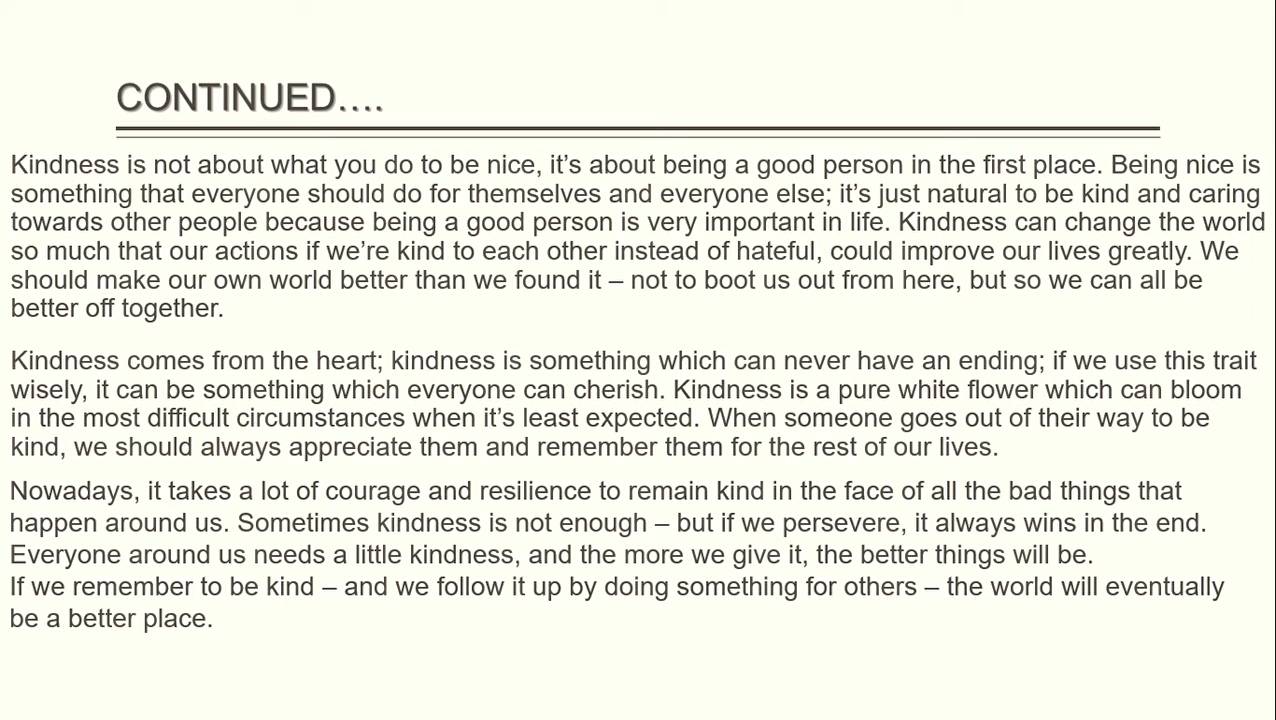 CONTINUED....
Kindness is not about what you do to be nice, it’s about being a good person in the first place. Being nice is
something that everyone should do for themselves and everyone else; it’s just natural to be kind and caring
towards other people because being a good person is very important in life. Kindness can change the world
so much that our actions if we’re kind to each other instead of hateful, could improve our lives greatly. We
should make our own world better than we found it – not to boot us out from here, but so we can all be
better off together.
Kindness comes from the heart; kindness is something which can never have an ending; if we use this trait
wisely, it can be something which everyone can cherish. Kindness is a pure white flower which can bloom
in the most difficult circumstances when it’s least expected. When someone goes out of their way to be
kind, we should always appreciate them and remember them for the rest of our lives.
Nowadays, it takes a lot of courage and resilience to remain kind in the face of all the bad things that
happen around us. Sometimes kindness is not enough – but if we persevere, it always wins in the end.
Everyone around us needs a little kindness, and the more we give it, the better things will be.
If we remember to be kind – and we follow it up by doing something for others – the world will eventually
be a better place.